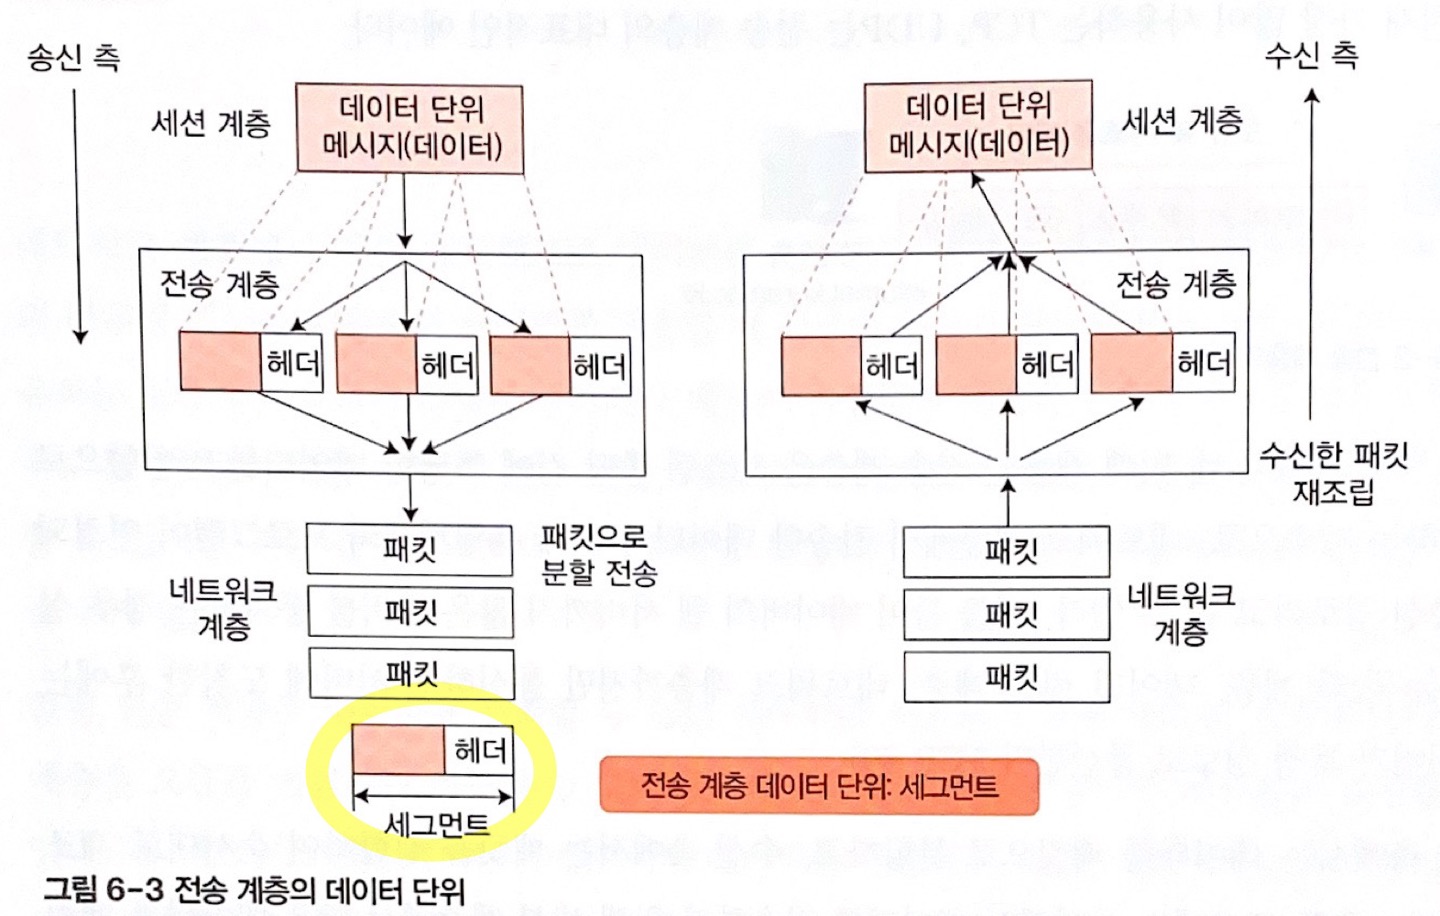 송신 측
수신 측
세션 계층
데이터 단위
메시지(데이터)
데이터 단위
메시지(데이터)
세션 계층
전송 계층
헤더
헤더
헤더
전송 계층
헤더
헤더
헤더
수신한 패킷
재조립
네트워크
계층
패킷
패킷
패킷
패킷으로
분할 전송
패킷
패킷
패킷
네트워크
계층
헤더
세그먼트
전송 계층 데이터 단위: 세그먼트
그림 6-3 전송 계층의 데이터 단위